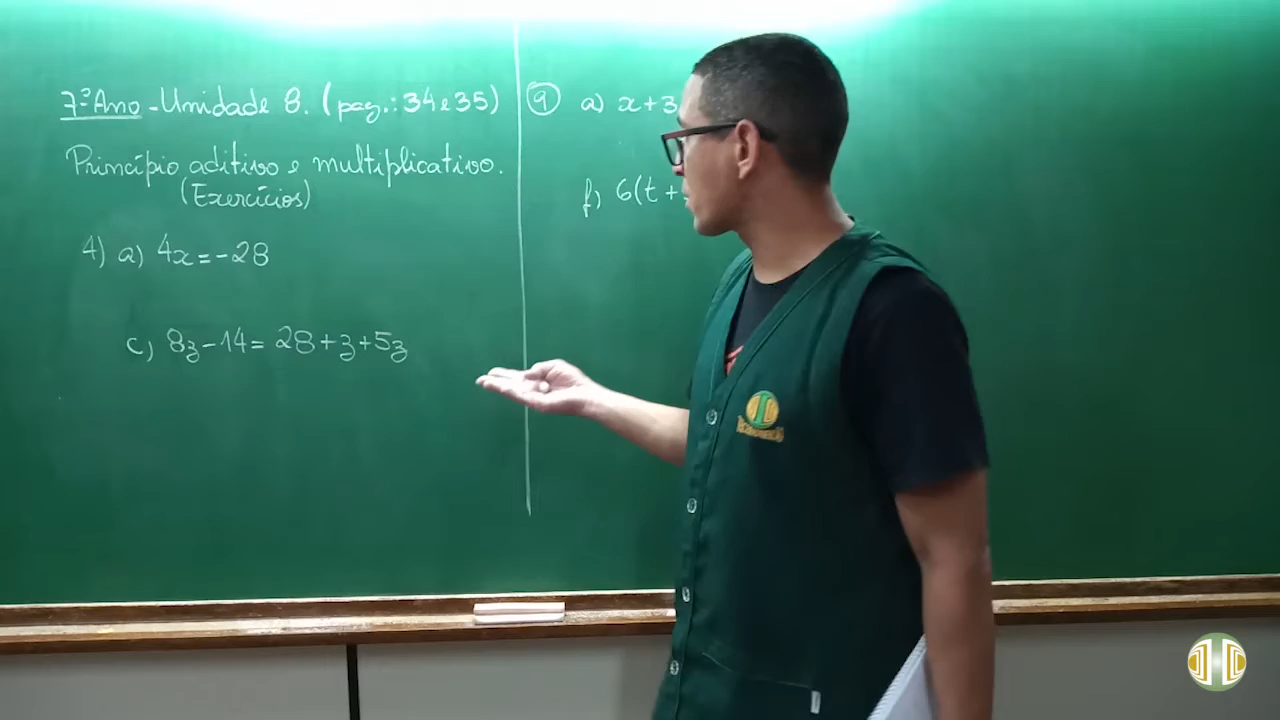 7º Ano - Unidade 8. (pag.: 34 e 35)
Princípio aditivo e multiplicativo.
(Exercícios)
4) a) 4x = -28
c) 8z - 14 = 28 + z + 5z
9 a) x + 3
f) 6(t +